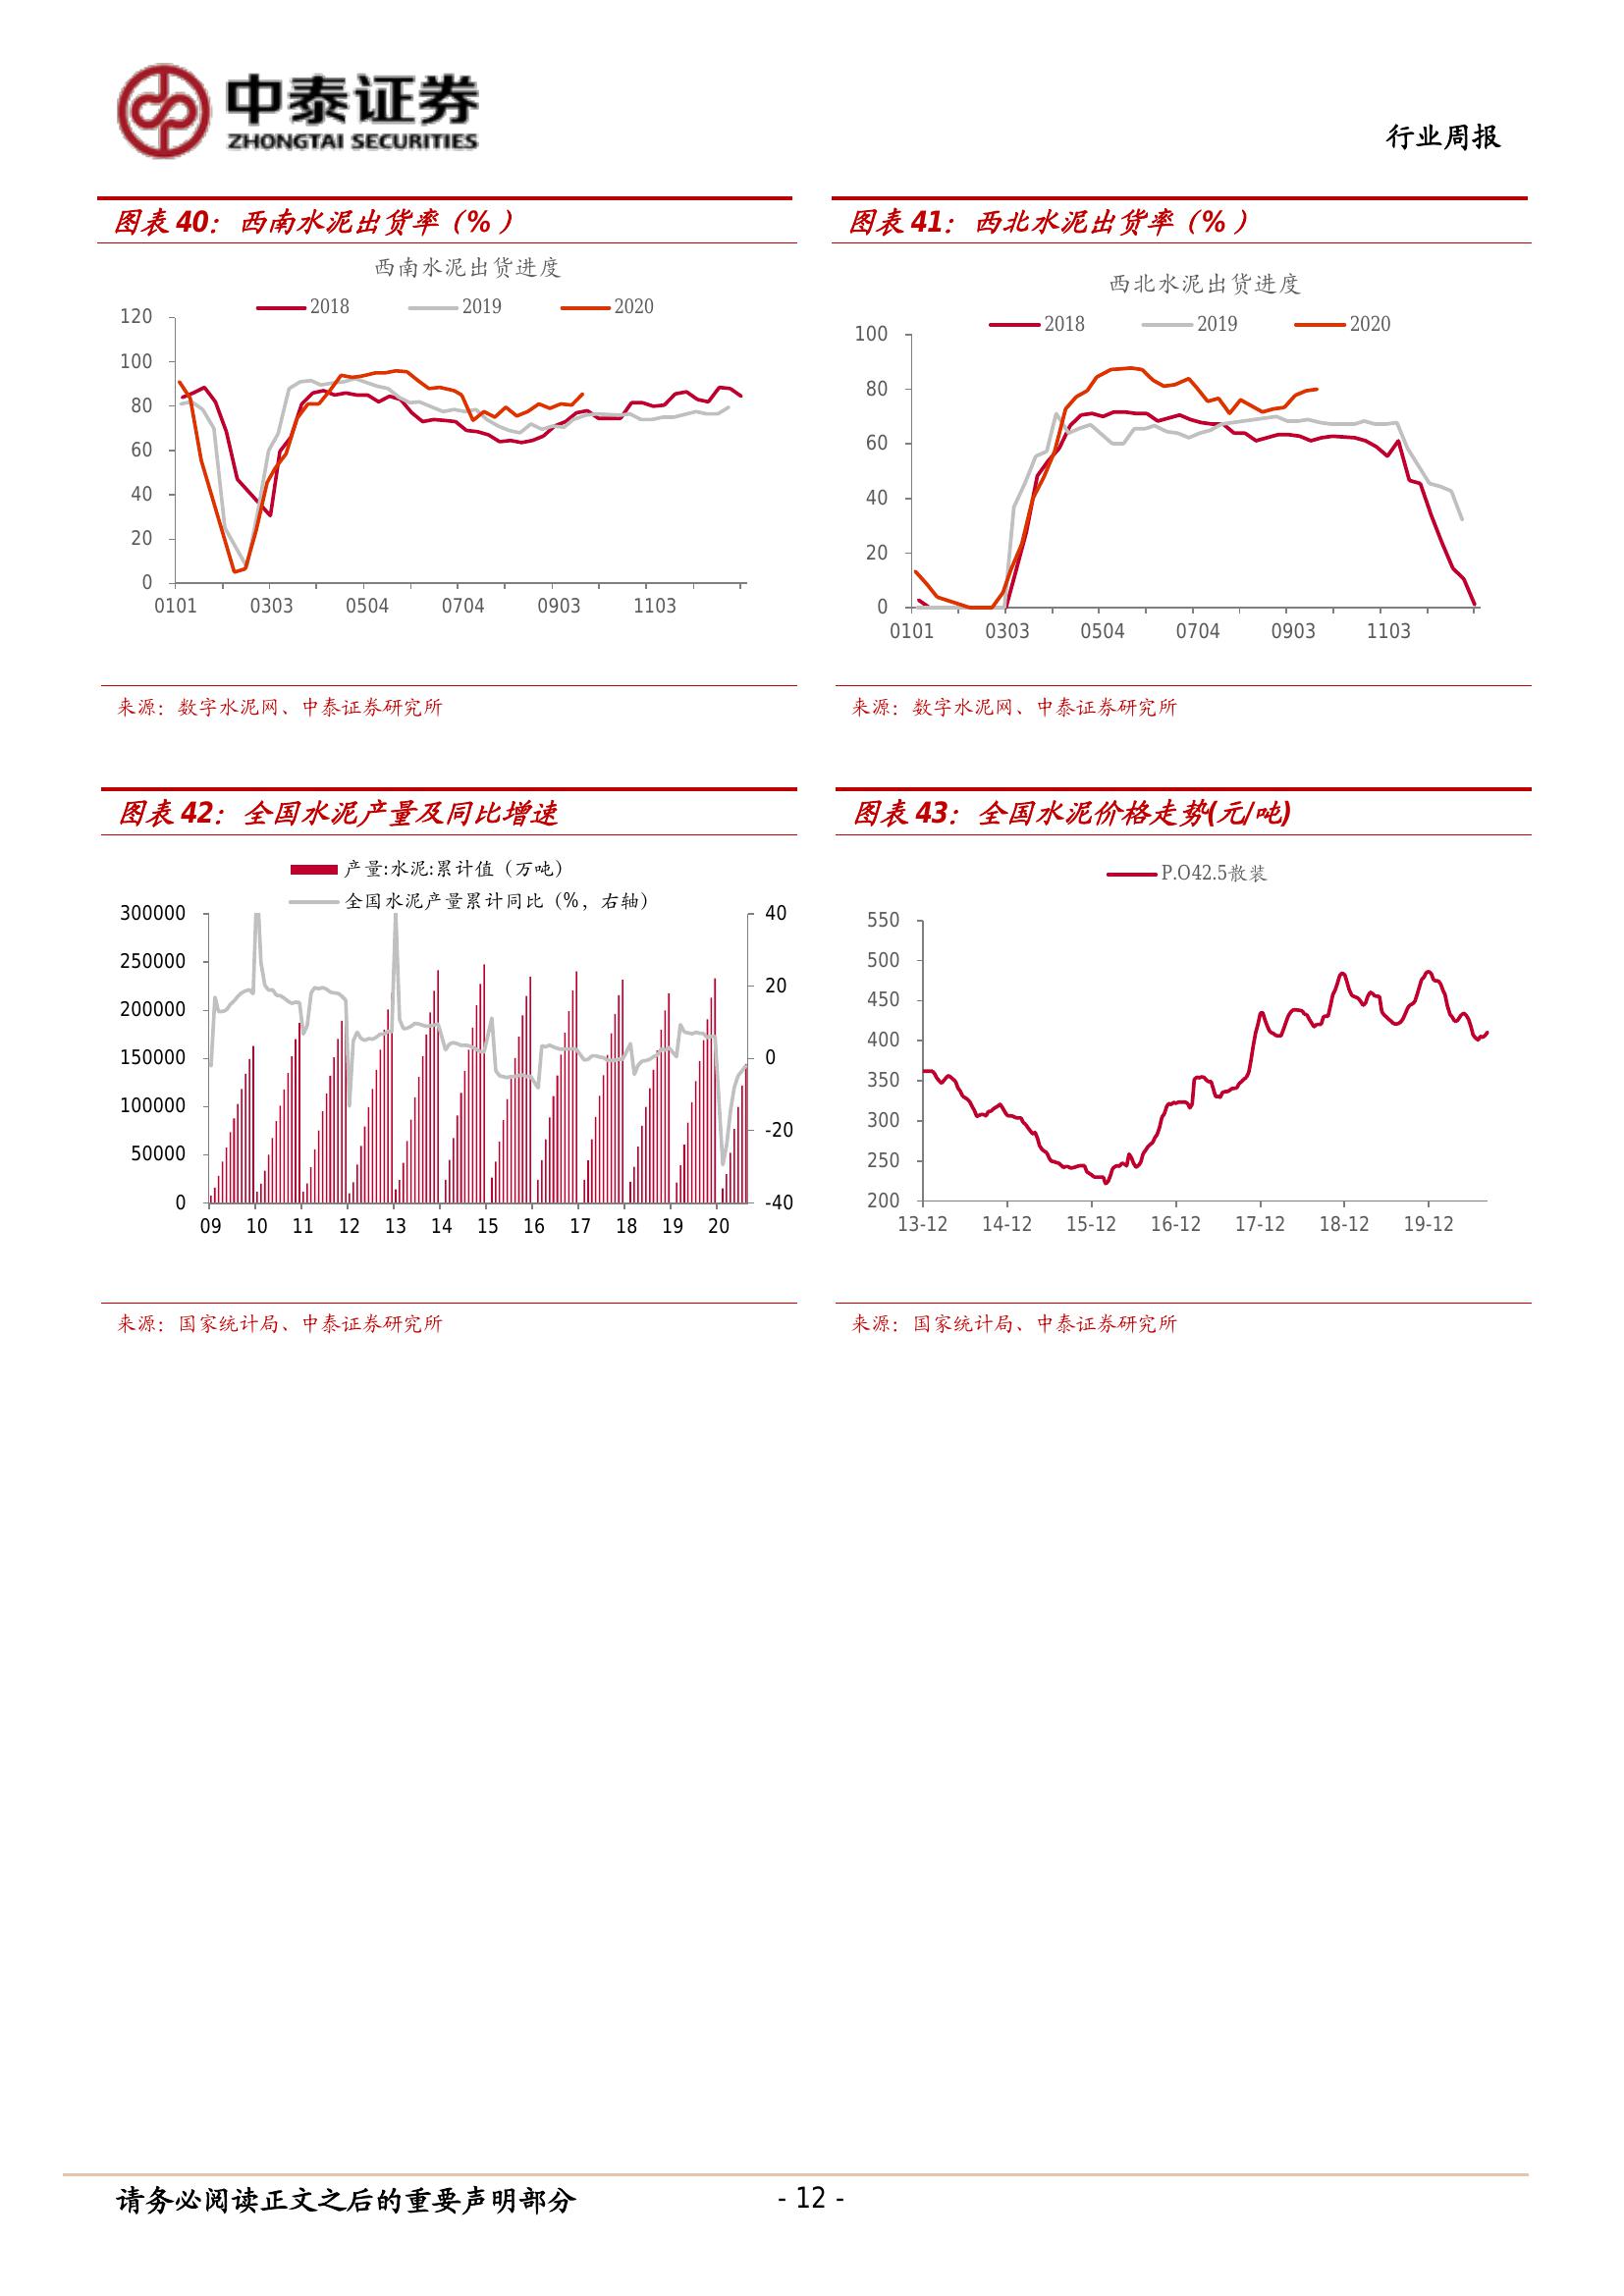 中泰证券
ZHONGTAI SECURITIES
行业周报
图表 40：西南水泥出货率（%）
西南水泥出货进度
2018 2019 2020
120
100
80
60
40
20
0
0101 0303 0504 0704 0903 1103
来源：数字水泥网、中泰证券研究所
图表 41：西北水泥出货率（%）
西北水泥出货进度
2018 2019 2020
100
80
60
40
20
0
0101 0303 0504 0704 0903 1103
来源：数字水泥网、中泰证券研究所
图表 42：全国水泥产量及同比增速
产量:水泥:累计值（万吨）
全国水泥产量累计同比（%，右轴）
300000 40
250000
200000 20
150000 0
100000
50000 -20
0 -40
09 10 11 12 13 14 15 16 17 18 19 20
来源：国家统计局、中泰证券研究所
图表 43：全国水泥价格走势(元/吨)
P.O42.5散装
550
500
450
400
350
300
250
200
13-12 14-12 15-12 16-12 17-12 18-12 19-12
来源：国家统计局、中泰证券研究所
请务必阅读正文之后的重要声明部分
- 12 -